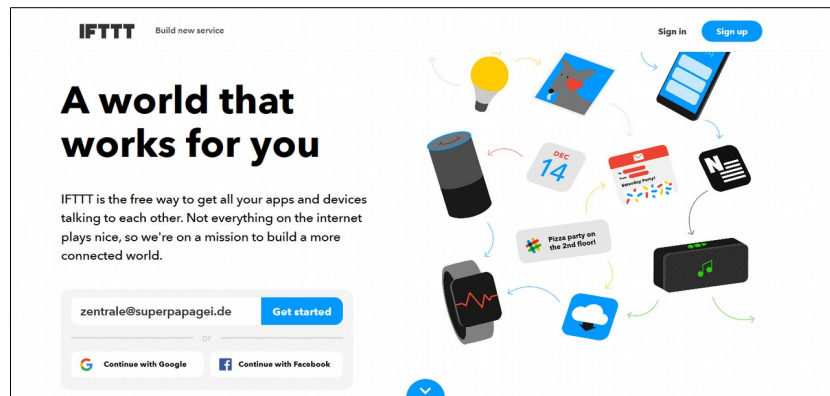 IFTTT
Build new service
Sign in
Sign up
A world that
works for you
IFTTT is the free way to get all your apps and devices
talking to each other. Not everything on the internet
plays nice, so we're on a mission to build a more
connected world.
zentrale@superpapagei.de
Get started
or
Continue with Google
Continue with Facebook
DEC
14
Saturday Party!
N
Pizza party on
the 2nd floor!